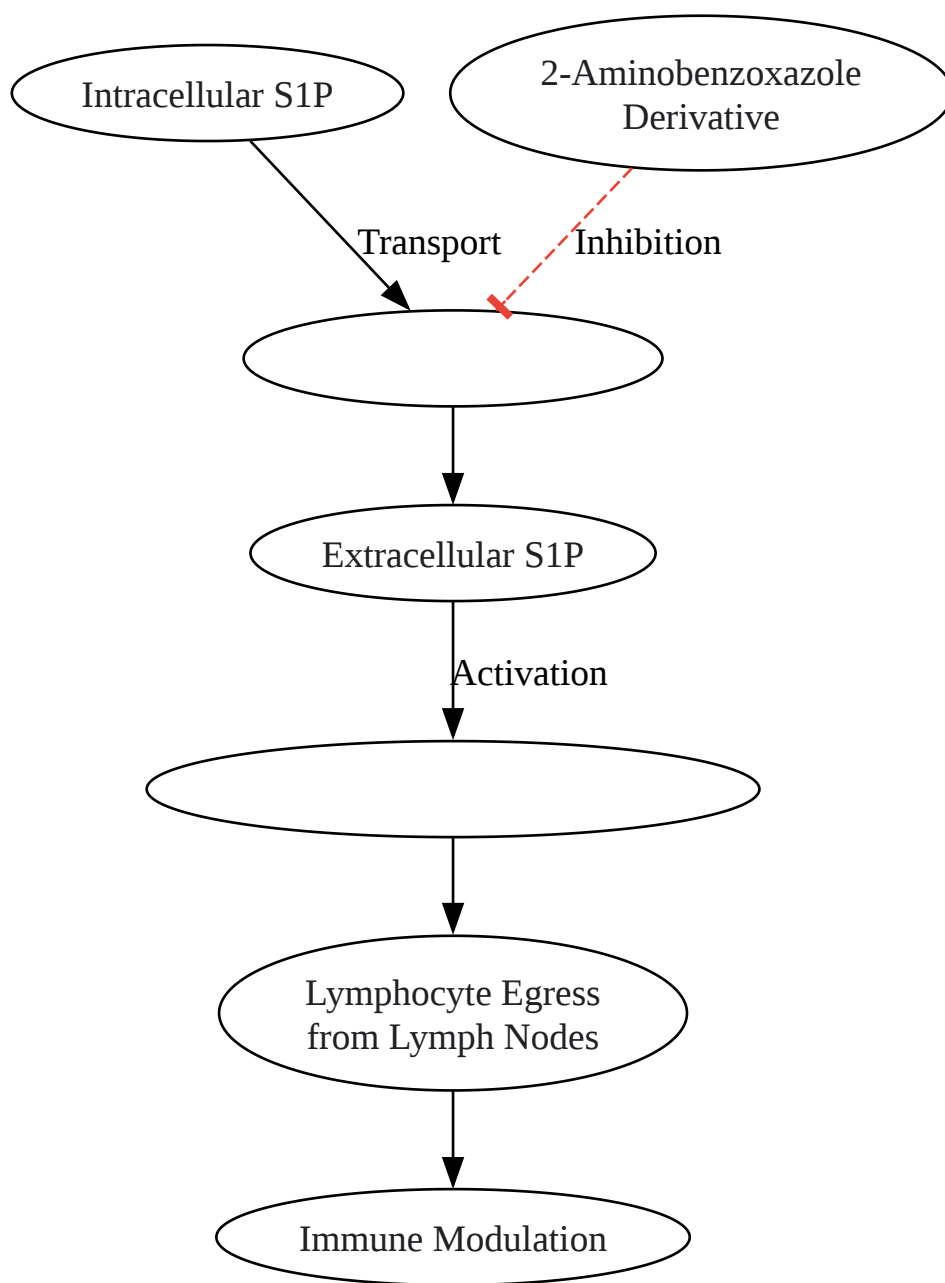 Intracellular S1P
2-Aminobenzoxazole
Derivative
Transport
Inhibition
Extracellular S1P
Activation
Lymphocyte Egress
from Lymph Nodes
Immune Modulation